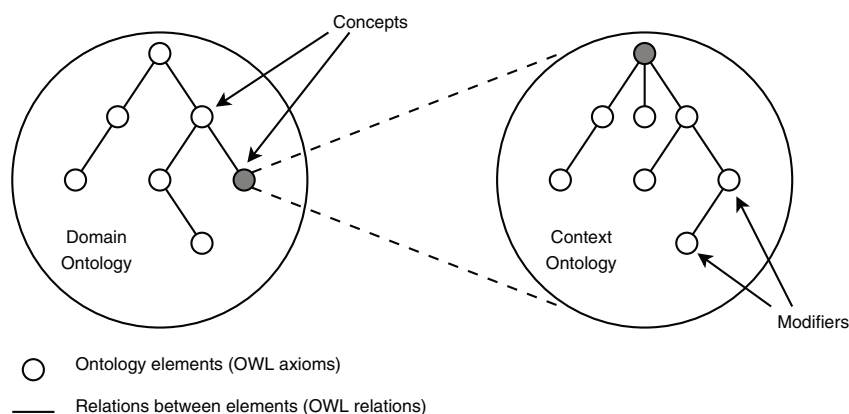 Concepts
Domain
Ontology
Context
Ontology
Modifiers
Ontology elements (OWL axioms)
Relations between elements (OWL relations)